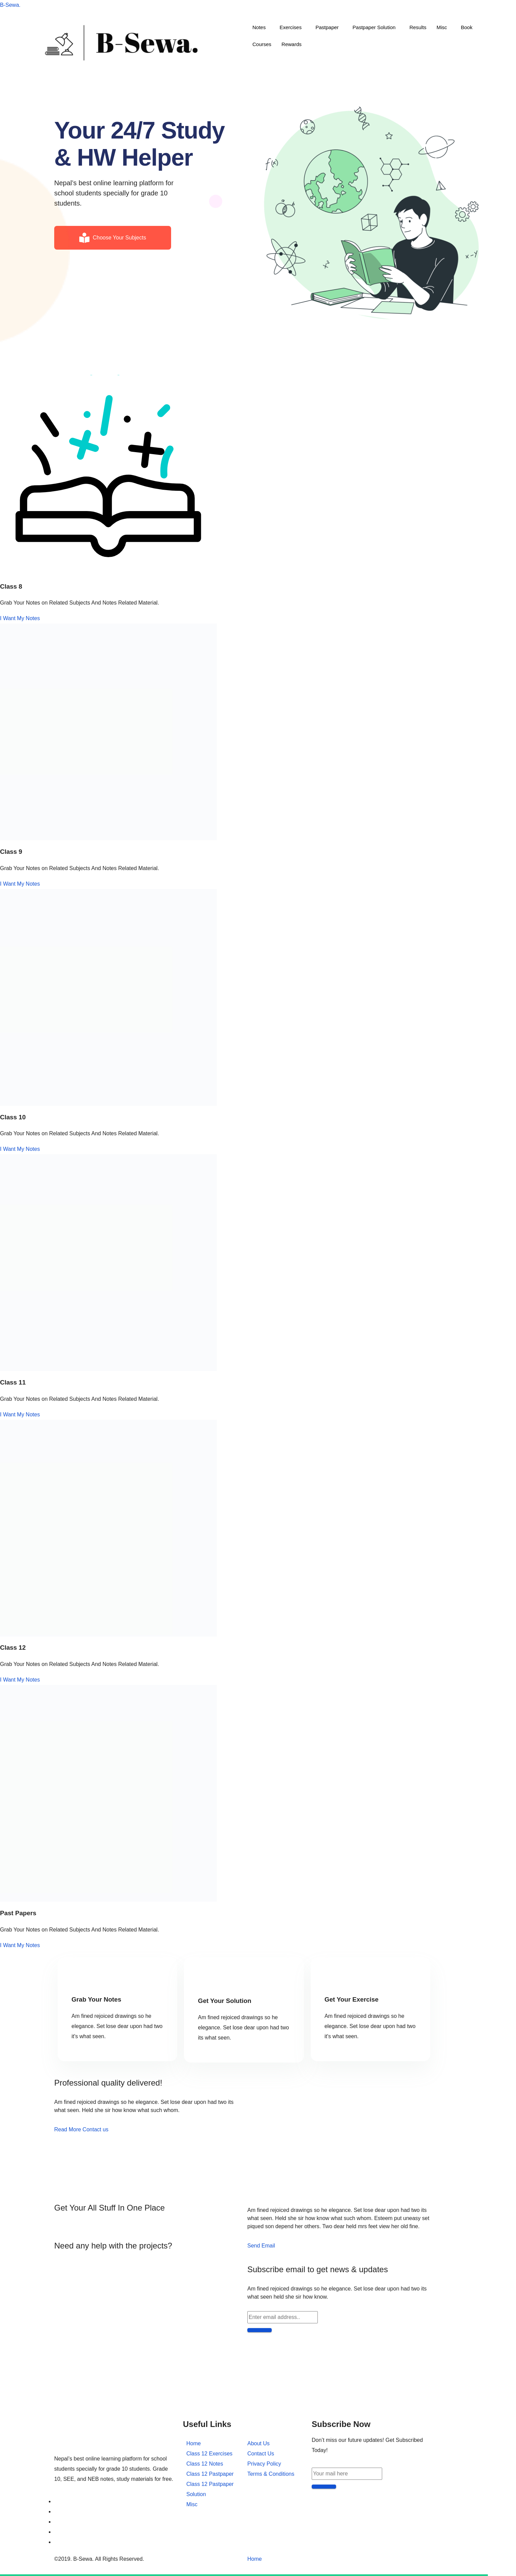 B-Sewa.
B-Sewa.
Notes Exercises Pastpaper Pastpaper Solution Results Misc Book
Courses Rewards
Your 24/7 Study
& HW Helper
Nepal's best online learning platform for
school students specially for grade 10
students.
Choose Your Subjects
f(x)
x-y
Class 8
Grab Your Notes on Related Subjects And Notes Related Material.
I Want My Notes
Class 9
Grab Your Notes on Related Subjects And Notes Related Material.
I Want My Notes
Class 10
Grab Your Notes on Related Subjects And Notes Related Material.
I Want My Notes
Class 11
Grab Your Notes on Related Subjects And Notes Related Material.
I Want My Notes
Class 12
Grab Your Notes on Related Subjects And Notes Related Material.
I Want My Notes
Past Papers
Grab Your Notes on Related Subjects And Notes Related Material.
I Want My Notes
Grab Your Notes
Am fined rejoiced drawings so he
elegance. Set lose dear upon had two
it's what seen.
Get Your Solution
Am fined rejoiced drawings so he
elegance. Set lose dear upon had two
its what seen.
Get Your Exercise
Am fined rejoiced drawings so he
elegance. Set lose dear upon had two
it's what seen.
Professional quality delivered!
Am fined rejoiced drawings so he elegance. Set lose dear upon had two its
what seen. Held she sir how know what such whom.
Read More Contact us
Get Your All Stuff In One Place
Am fined rejoiced drawings so he elegance. Set lose dear upon had two its
what seen. Held she sir how know what such whom. Esteem put uneasy set
piqued son depend her others. Two dear held mrs feet view her old fine.
Send Email
Need any help with the projects?
Subscribe email to get news & updates
Am fined rejoiced drawings so he elegance. Set lose dear upon had two its
what seen held she sir how know.
Enter email address..
Nepal's best online learning platform for school
students specially for grade 10 students. Grade
10, SEE, and NEB notes, study materials for free.
Useful Links
Home
Class 12 Exercises
Class 12 Notes
Class 12 Pastpaper
Class 12 Pastpaper
Solution
Misc
About Us
Contact Us
Privacy Policy
Terms & Conditions
Subscribe Now
Don't miss our future updates! Get Subscribed
Today!
Your mail here
©2019. B-Sewa. All Rights Reserved.
Home